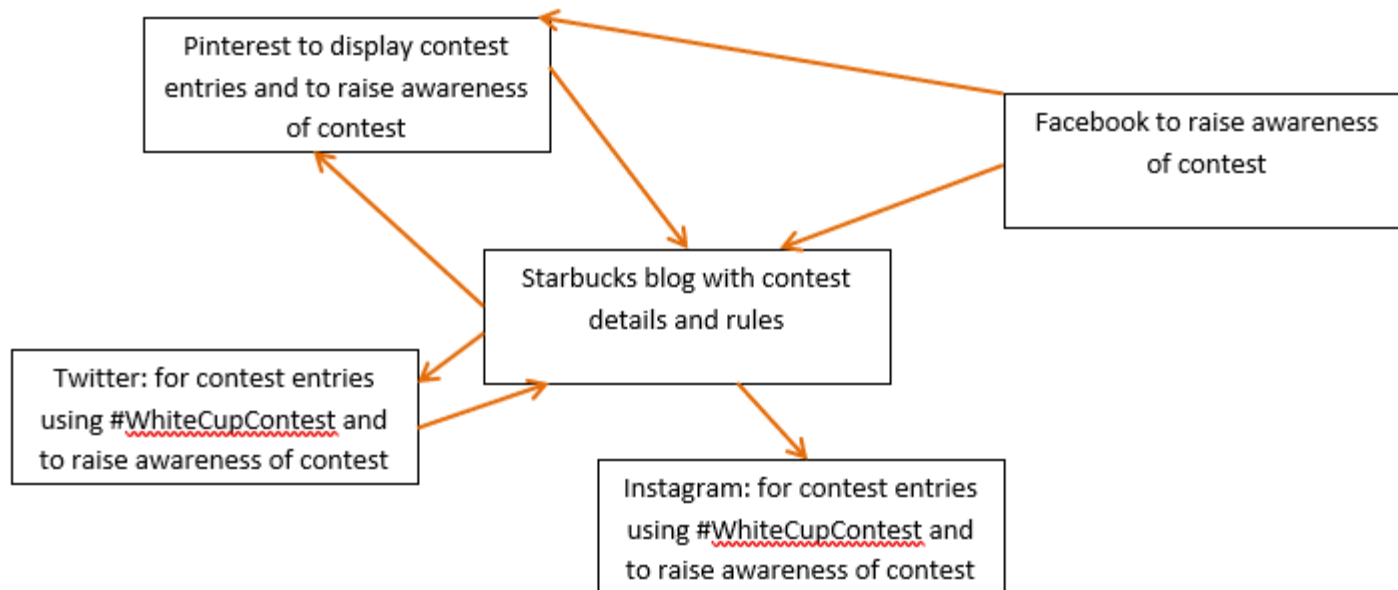 Pinterest to display contest
entries and to raise awareness
of contest
Facebook to raise awareness
of contest
Starbucks blog with contest
details and rules
Twitter: for contest entries
using #WhiteCupContest and
to raise awareness of contest
Instagram: for contest entries
using #WhiteCupContest and
to raise awareness of contest